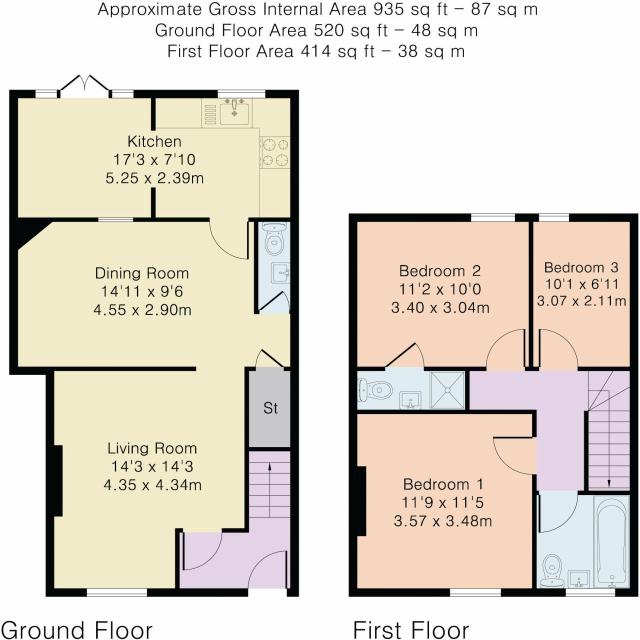 Approximate Gross Internal Area 935 sq ft – 87 sq m
Ground Floor Area 520 sq ft – 48 sq m
First Floor Area 414 sq ft – 38 sq m
Kitchen
17'3 x 7'10
5.25 x 2.39m
Dining Room
14'11 x 9'6
4.55 x 2.90m
St
Living Room
14'3 x 14'3
4.35 x 4.34m
Bedroom 2
11'2 x 10'0
3.40 x 3.04m
Bedroom 3
10'1 x 6'11
3.07 x 2.11m
Bedroom 1
11'9 x 11'5
3.57 x 3.48m
Ground Floor
First Floor